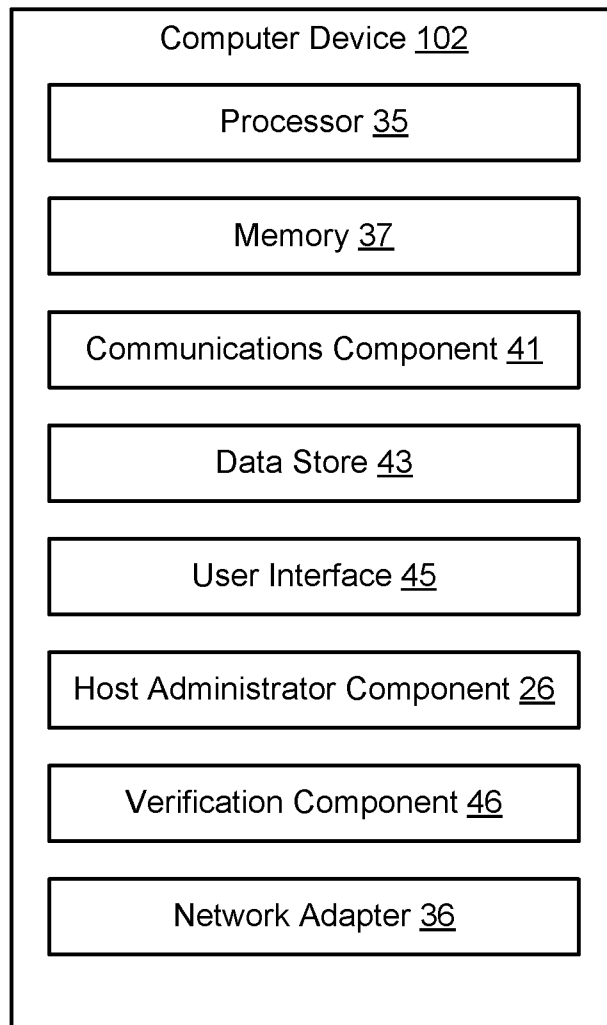 Computer Device 102
Processor 35
Memory 37
Communications Component 41
Data Store 43
User Interface 45
Host Administrator Component 26
Verification Component 46
Network Adapter 36